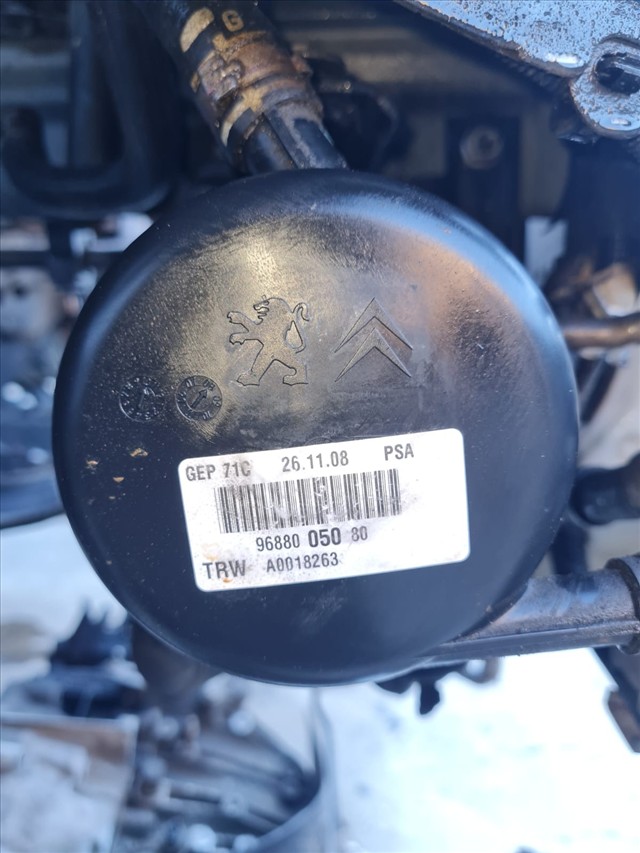 G
GEP 71C 26.11.08 PSA
96880 050 80
TRW A0018263